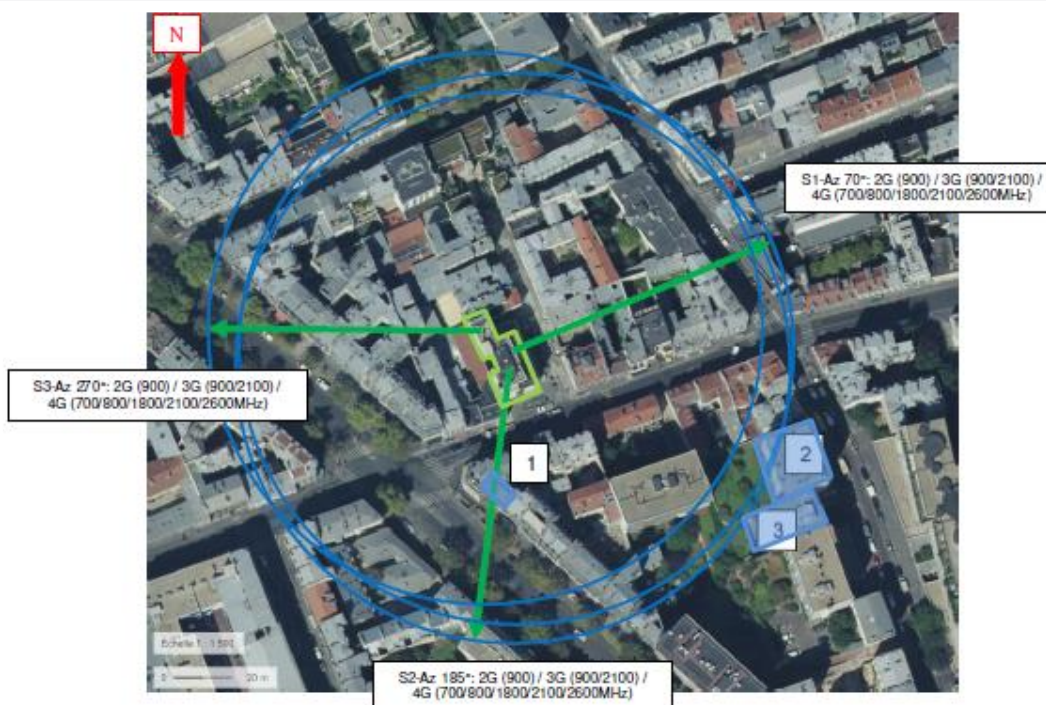 N
S1-Az 70°: 2G (900) / 3G (900/2100) /
4G (700/800/1800/2100/2600MHz)
S3-Az 270°: 2G (900) / 3G (900/2100) /
4G (700/800/1800/2100/2600MHz)
1
2
3
Echelle 1 : 1 500
0 20 m
S2-Az 185°: 2G (900) / 3G (900/2100) /
4G (700/800/1800/2100/2600MHz)